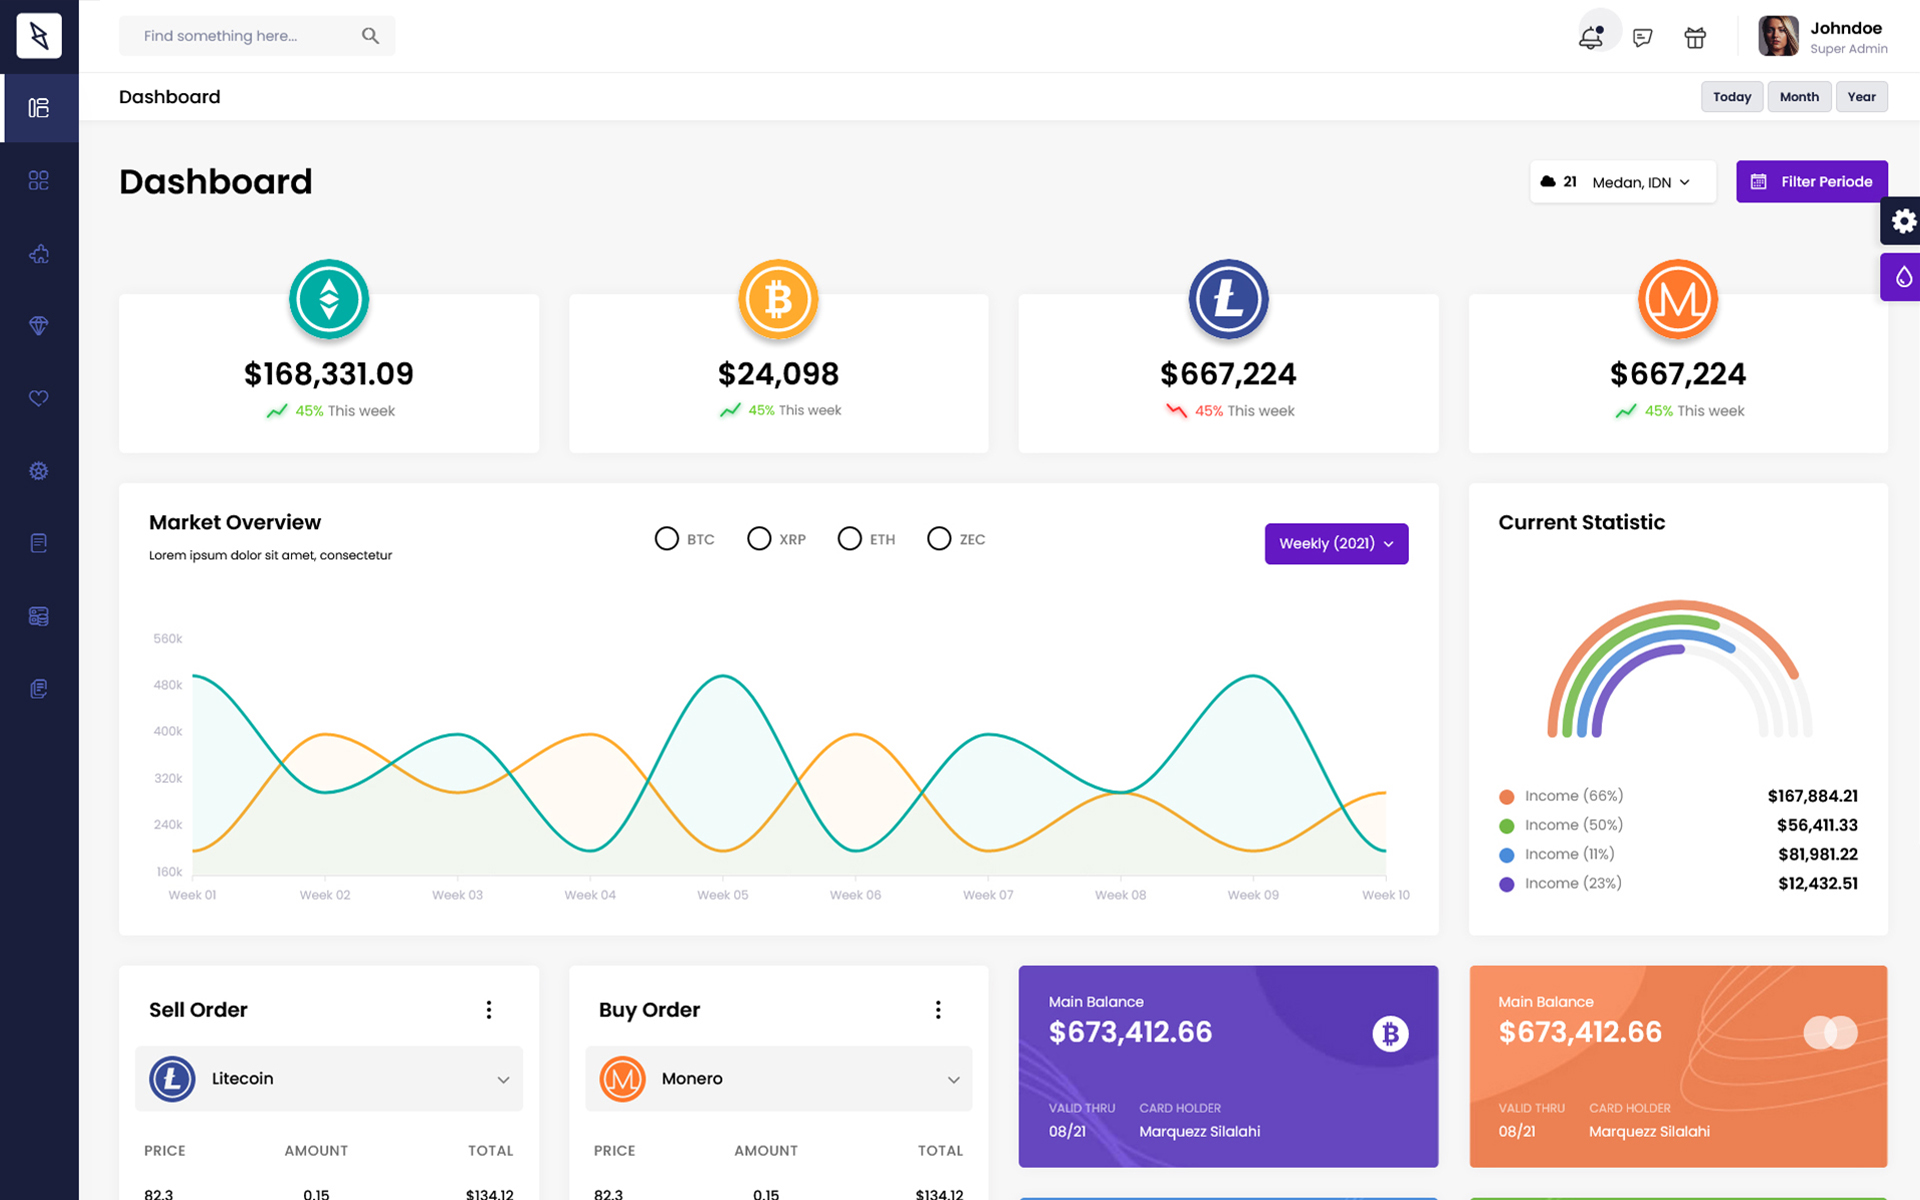 Find something here...
Johndoe
Super Admin
Dashboard
Today
Month
Year
Dashboard
21
Medan, IDN
Filter Periode
$168,331.09
45% This week
$24,098
45% This week
$667,224
45% This week
$667,224
45% This week
Market Overview
Lorem ipsum dolor sit amet, consectetur
BTC
XRP
ETH
ZEC
Weekly (2021)
560k
480k
400k
320k
240k
160k
Week 01
Week 02
Week 03
Week 04
Week 05
Week 06
Week 07
Week 08
Week 09
Week 10
Current Statistic
Income (66%) $167,884.21
Income (50%) $56,411.33
Income (11%) $81,981.22
Income (23%) $12,432.51
Sell Order
Litecoin
PRICE AMOUNT TOTAL
82.3 0.15 $134.12
Buy Order
Monero
PRICE AMOUNT TOTAL
82.3 0.15 $134.12
Main Balance
$673,412.66
VALID THRU CARD HOLDER
08/21 Marquezz Silalahi
Main Balance
$673,412.66
VALID THRU CARD HOLDER
08/21 Marquezz Silalahi